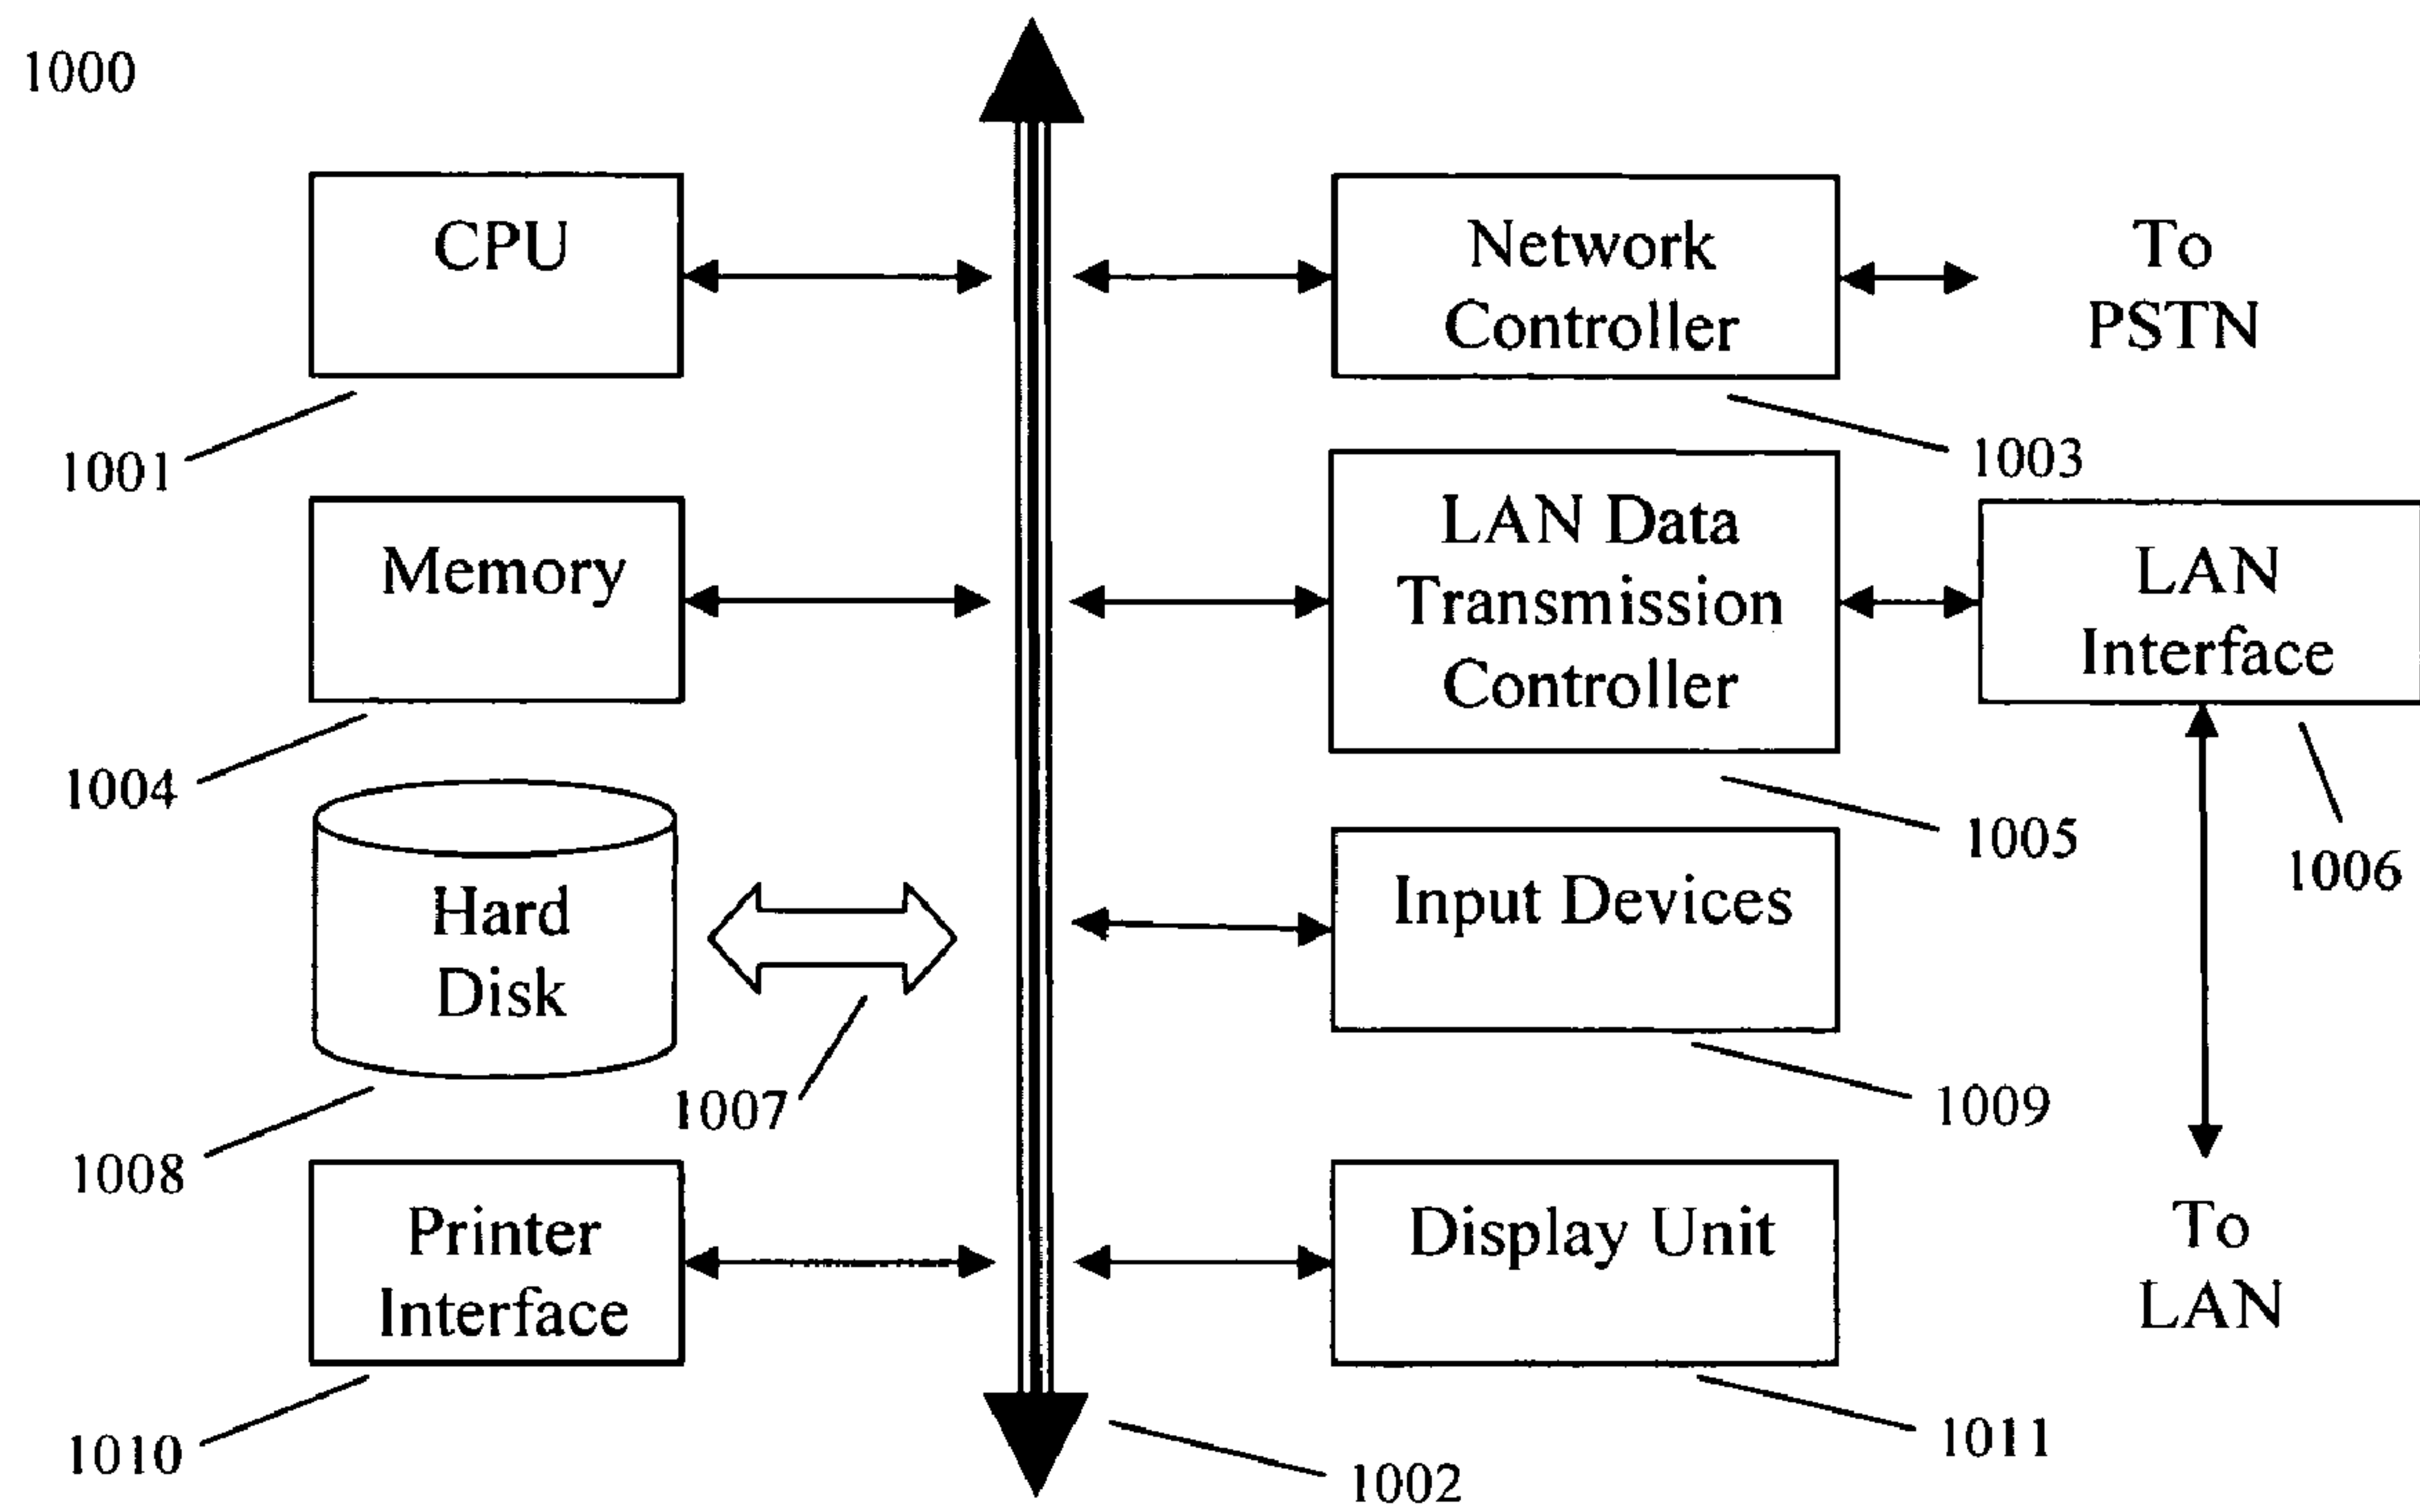 1000
CPU
Network
Controller
To
PSTN
1001
1003
Memory
LAN Data
Transmission
Controller
LAN
Interface
1004
1005
1006
Hard
Disk
Input Devices
1007
1009
1008
Printer
Interface
Display Unit
To
LAN
1010
1011
1002